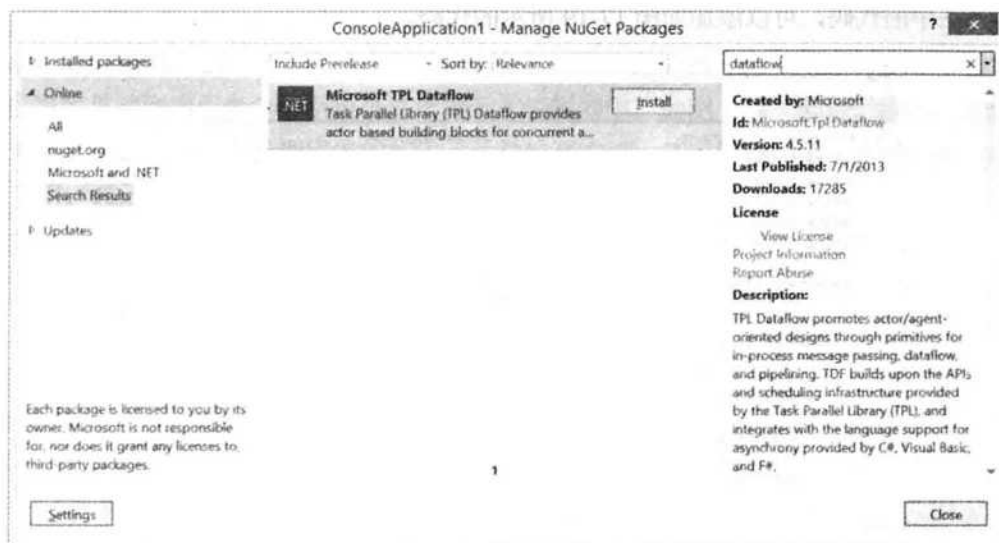 ConsoleApplication1 - Manage NuGet Packages
?
Installed packages
Online
All
nuget.org
Microsoft and .NET
Search Results
Updates
Each package is licensed to you by its
owner. Microsoft is not responsible
for, nor does it grant any licenses to,
third-party packages.
Settings
Include Prerelease
Sort by: Relevance
.NET
Microsoft TPL Dataflow
Install
Task Parallel Library (TPL) Dataflow provides
actor based building blocks for concurrent a...
1
dataflow
Created by: Microsoft
Id: Microsoft.Tpl.Dataflow
Version: 4.5.11
Last Published: 7/1/2013
Downloads: 17285
License
View License
Project Information
Report Abuse
Description:
TPL Dataflow promotes actor/agent-
oriented designs through primitives for
in-process message passing, dataflow,
and pipelining. TDF builds upon the APIs
and scheduling infrastructure provided
by the Task Parallel Library (TPL), and
integrates with the language support for
asynchrony provided by C#, Visual Basic,
and F#.
Close